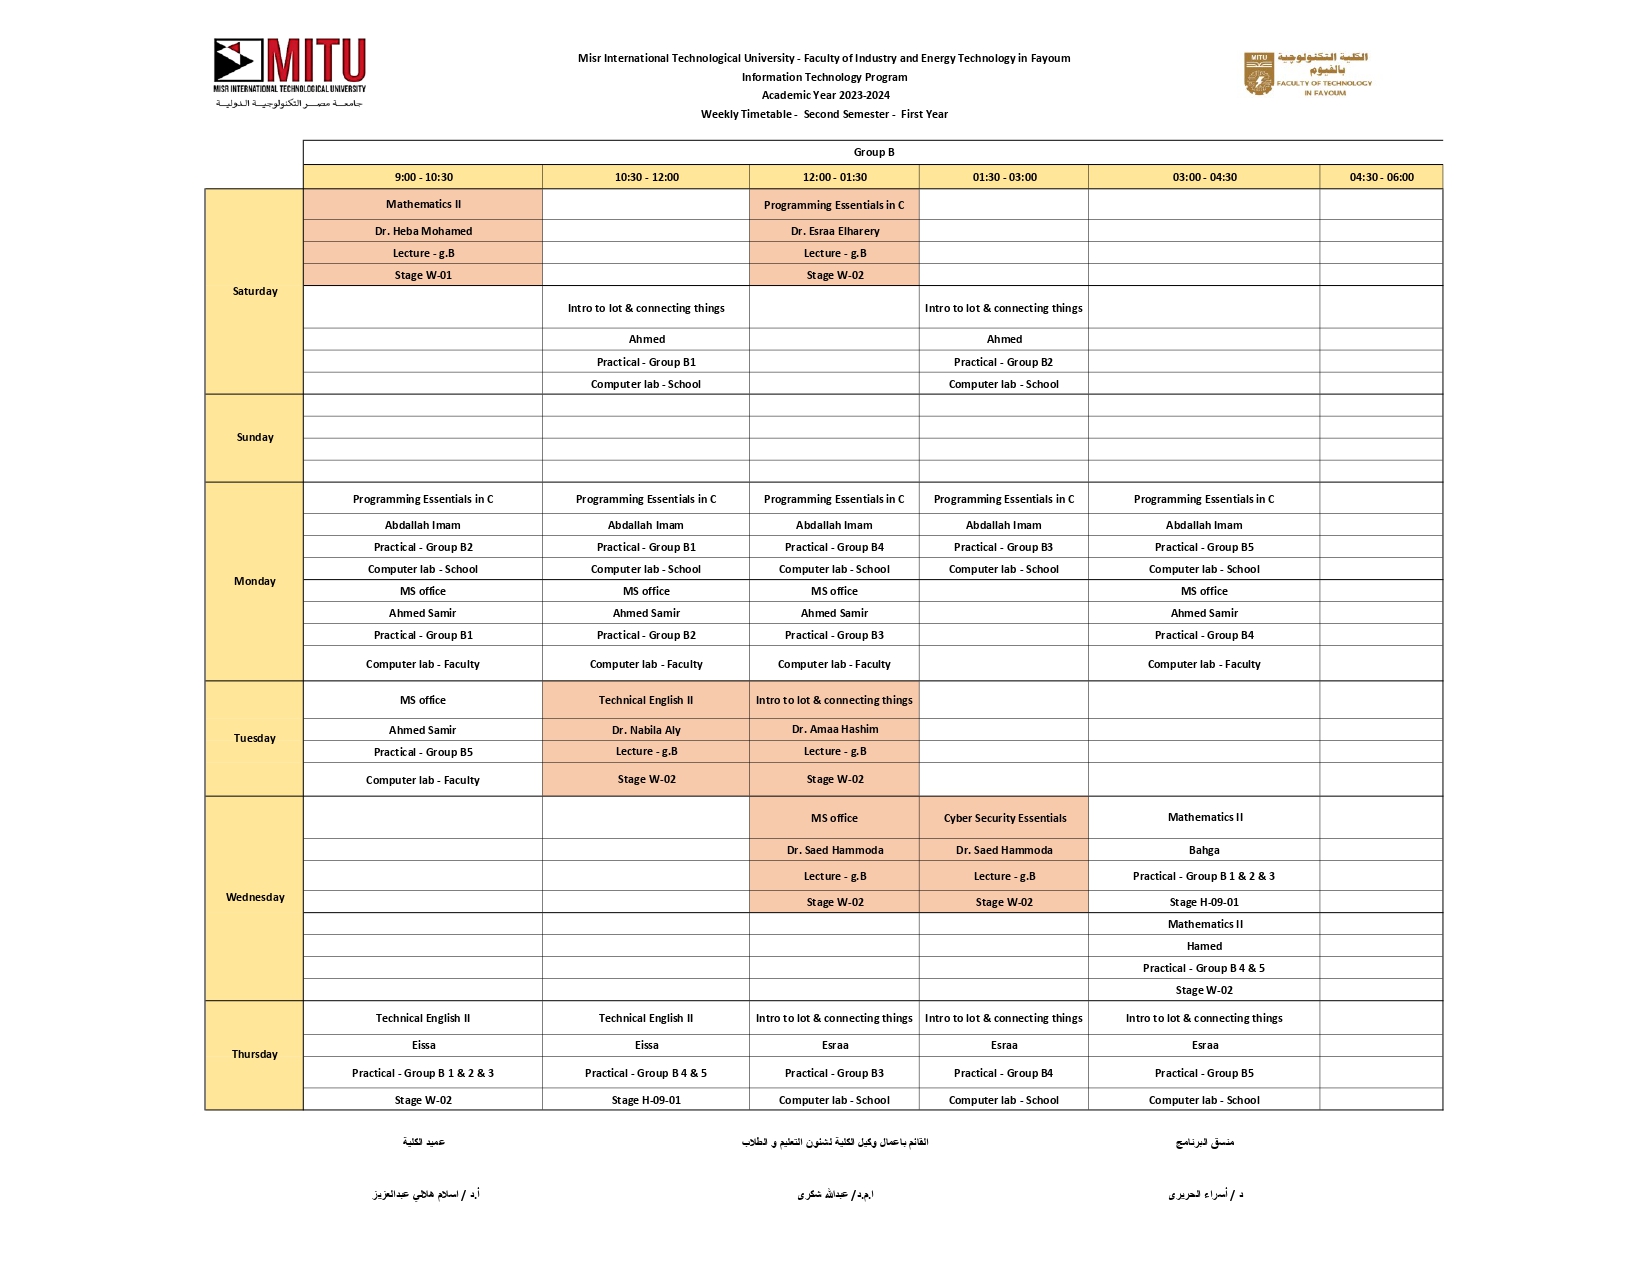 MITU
MISR INTERNATIONAL TECHNOLOGICAL UNIVERSITY
جامعـة مصـر التكنولوجيـة الدوليـة
Misr International Technological University - Faculty of Industry and Energy Technology in Fayoum
Information Technology Program
Academic Year 2023-2024
Weekly Timetable - Second Semester - First Year
MITU
الكلية التكنولوجية
بالفيوم
FACULTY OF TECHNOLOGY
IN FAYOUM
Group B
9:00 - 10:30 10:30 - 12:00 12:00 - 01:30 01:30 - 03:00 03:00 - 04:30 04:30 - 06:00
Saturday
Mathematics II Programming Essentials in C
Dr. Heba Mohamed Dr. Esraa Elharery
Lecture - g.B Lecture - g.B
Stage W-01 Stage W-02
Intro to Iot & connecting things Intro to Iot & connecting things
Ahmed Ahmed
Practical - Group B1 Practical - Group B2
Computer lab - School Computer lab - School
Sunday
Monday
Programming Essentials in C Programming Essentials in C Programming Essentials in C Programming Essentials in C Programming Essentials in C
Abdallah Imam Abdallah Imam Abdallah Imam Abdallah Imam Abdallah Imam
Practical - Group B2 Practical - Group B1 Practical - Group B4 Practical - Group B3 Practical - Group B5
Computer lab - School Computer lab - School Computer lab - School Computer lab - School Computer lab - School
MS office MS office MS office MS office
Ahmed Samir Ahmed Samir Ahmed Samir Ahmed Samir
Practical - Group B1 Practical - Group B2 Practical - Group B3 Practical - Group B4
Computer lab - Faculty Computer lab - Faculty Computer lab - Faculty Computer lab - Faculty
Tuesday
MS office Technical English II Intro to Iot & connecting things
Ahmed Samir Dr. Nabila Aly Dr. Amaa Hashim
Practical - Group B5 Lecture - g.B Lecture - g.B
Computer lab - Faculty Stage W-02 Stage W-02
Wednesday
MS office Cyber Security Essentials Mathematics II
Dr. Saed Hammoda Dr. Saed Hammoda Bahga
Lecture - g.B Lecture - g.B Practical - Group B 1 & 2 & 3
Stage W-02 Stage W-02 Stage H-09-01
Mathematics II
Hamed
Practical - Group B 4 & 5
Stage W-02
Thursday
Technical English II Technical English II Intro to Iot & connecting things Intro to Iot & connecting things Intro to Iot & connecting things
Eissa Eissa Esraa Esraa Esraa
Practical - Group B 1 & 2 & 3 Practical - Group B 4 & 5 Practical - Group B3 Practical - Group B4 Practical - Group B5
Stage W-02 Stage H-09-01 Computer lab - School Computer lab - School Computer lab - School
منسق البرنامج القائم باعمال وكيل الكلية لشئون التعليم و الطلاب عميد الكلية
د / أسراء الحريرى ا.م.د/ عبدالله شكرى أ.د / اسلام هلالي عبدالعزيز